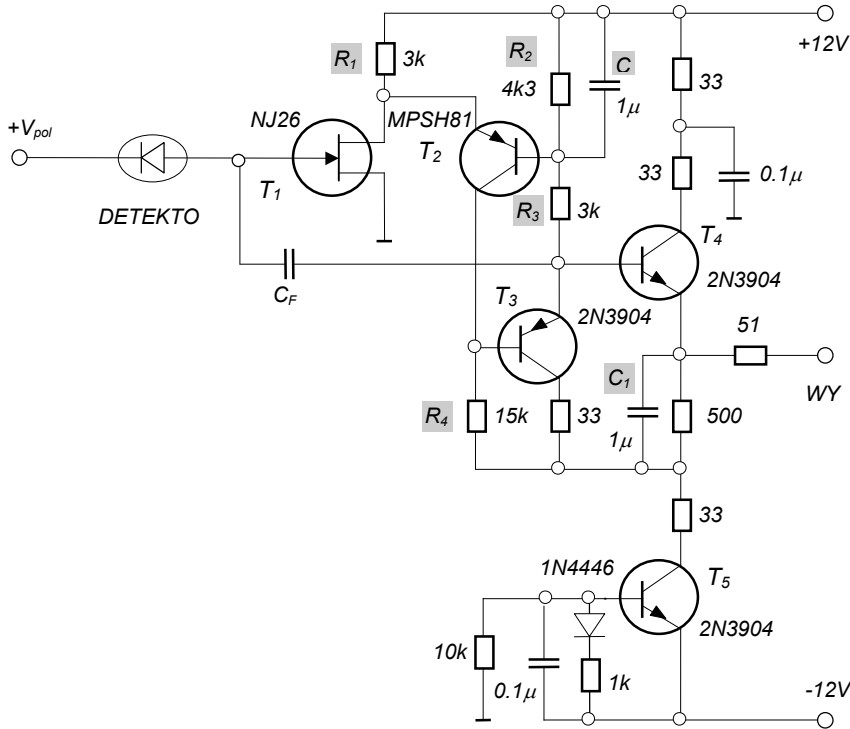 +12V
R1
3k
R2
4k3
C
1μ
33
+Vpol
NJ26
MPSH81
T2
33
0.1μ
T1
DETEKTO
R3
3k
T4
CF
T3
2N3904
2N3904
51
C1
WY
R4
15k
33
1μ
500
33
1N4446
T5
2N3904
10k
0.1μ
1k
-12V